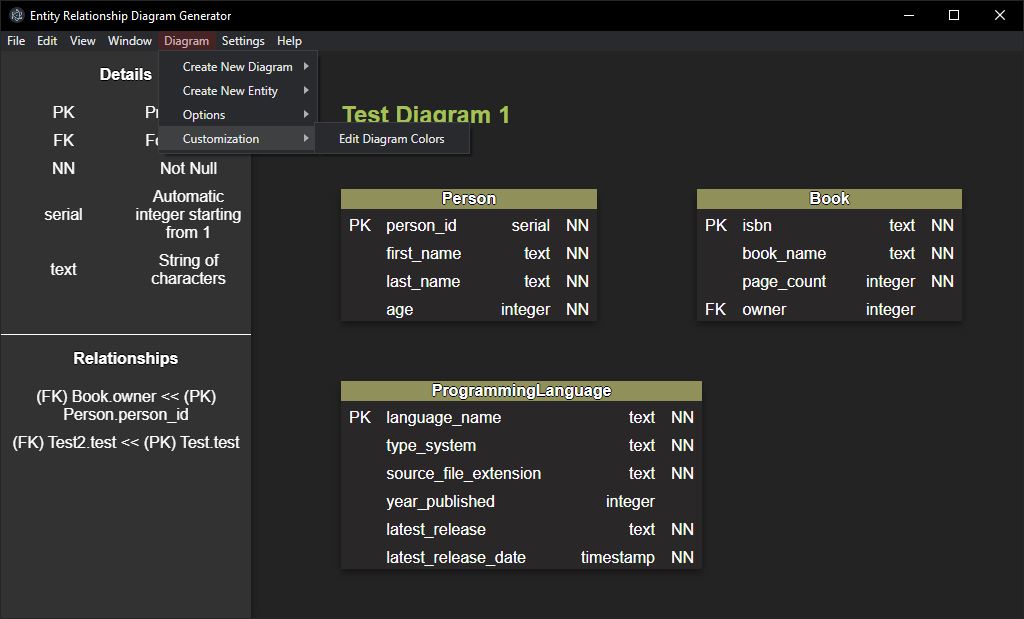 Entity Relationship Diagram Generator
File Edit View Window Diagram Settings Help
Create New Diagram
Create New Entity
Options
Customization
Edit Diagram Colors
Details
PK
FK
NN Not Null
serial Automatic
integer starting
from 1
text String of
characters
Relationships
(FK) Book.owner << (PK)
Person.person_id
(FK) Test2.test << (PK) Test.test
Test Diagram 1
Person
PK person_id serial NN
first_name text NN
last_name text NN
age integer NN
Book
PK isbn text NN
book_name text NN
page_count integer NN
FK owner integer
ProgrammingLanguage
PK language_name text NN
type_system text NN
source_file_extension text NN
year_published integer
latest_release text NN
latest_release_date timestamp NN